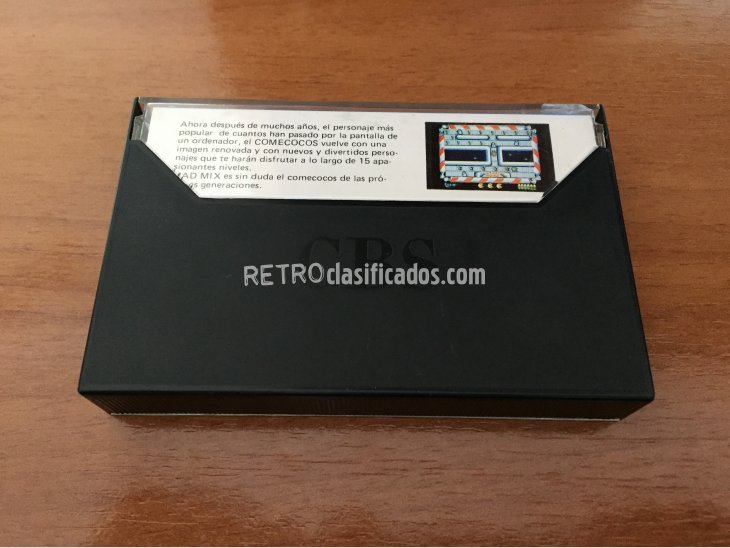 Ahora después de muchos años, el personaje más
popular de cuantos han pasado por la pantalla de
un ordenador, el COMECOCOS vuelve con una
imagen renovada y con nuevos y divertidos perso-
najes que te harán disfrutar a lo largo de 15 apa-
sionantes niveles.
MAD MIX es sin duda el comecocos de las pró-
as generaciones.
CBS
RETROclasificados.com